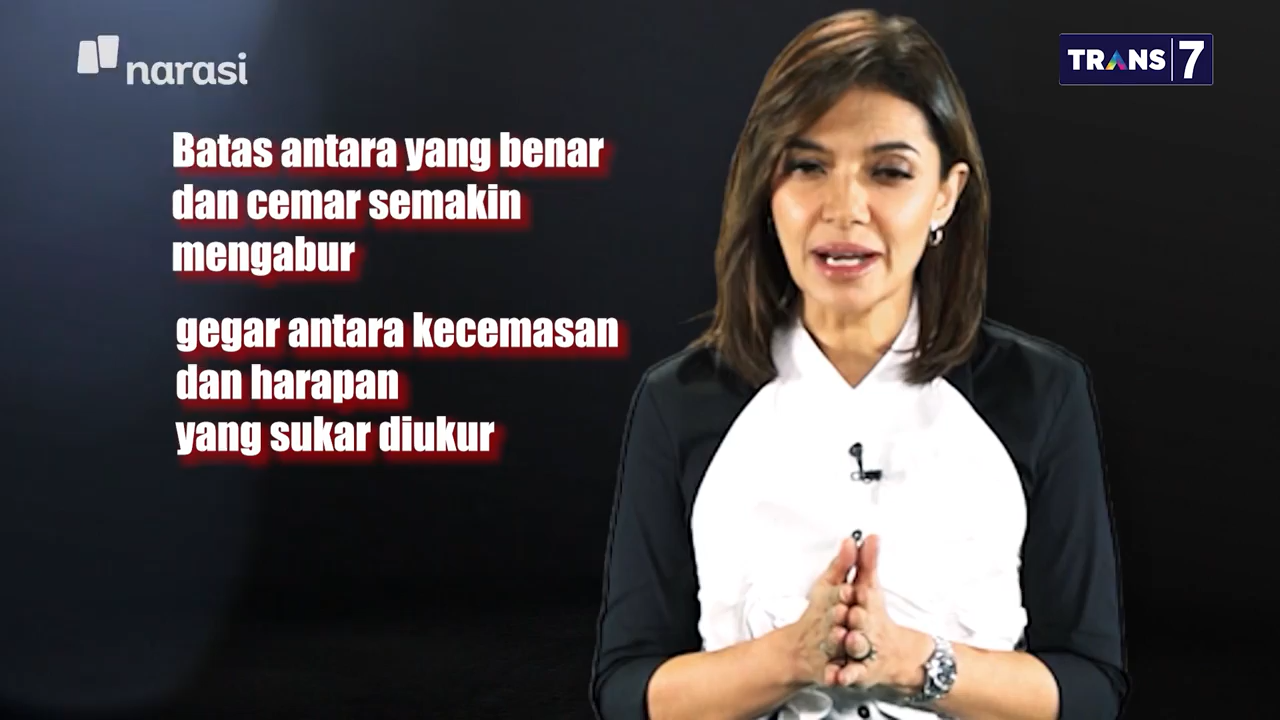 narasi
TRANS 7
Batas antara yang benar
dan cemar semakin
mengabur
gegar antara kecemasan
dan harapan
yang sukar diukur